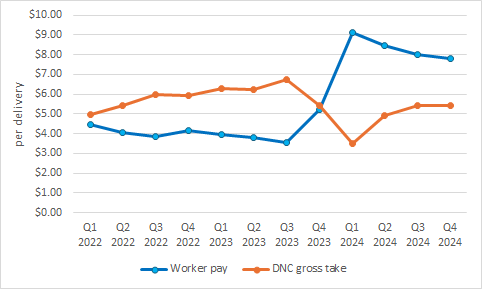 $10.00
$9.00
$8.00
$7.00
$6.00
$5.00
$4.00
$3.00
$2.00
$1.00
$0.00
per delivery
Q1 Q2 Q3 Q4 Q1 Q2 Q3 Q4 Q1 Q2 Q3 Q4
2022 2022 2022 2022 2023 2023 2023 2023 2024 2024 2024 2024
Worker pay DNC gross take